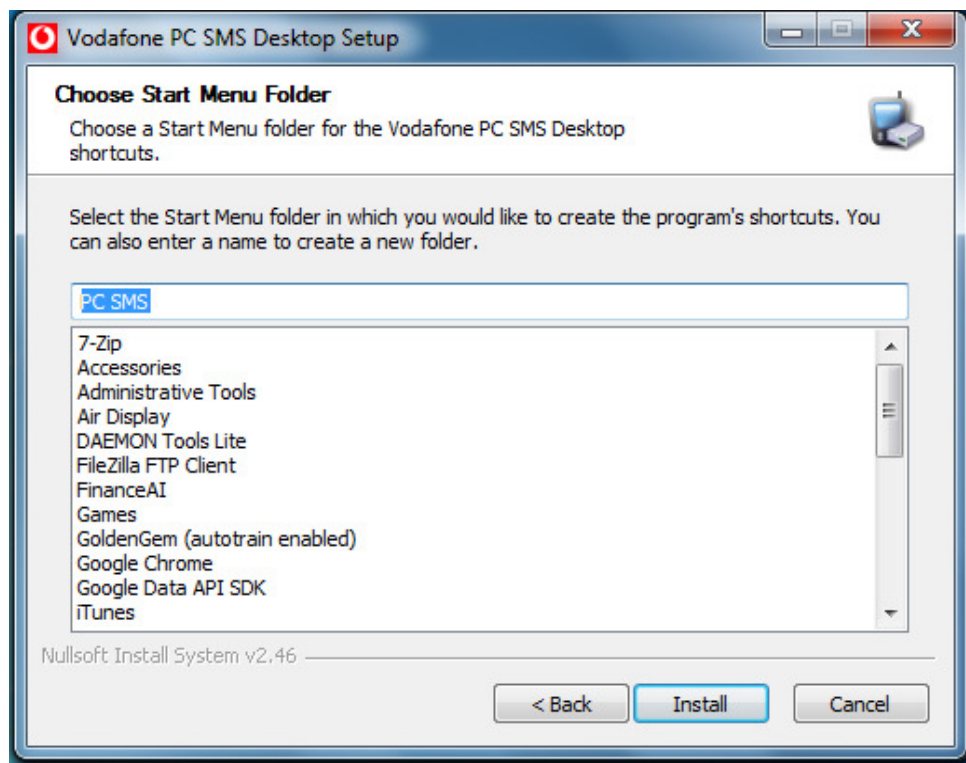 Vodafone PC SMS Desktop Setup
Choose Start Menu Folder
Choose a Start Menu folder for the Vodafone PC SMS Desktop
shortcuts.
Select the Start Menu folder in which you would like to create the program's shortcuts. You
can also enter a name to create a new folder.
PC SMS
7-Zip
Accessories
Administrative Tools
Air Display
DAEMON Tools Lite
FileZilla FTP Client
FinanceAI
Games
GoldenGem (autotrain enabled)
Google Chrome
Google Data API SDK
iTunes
Nullsoft Install System v2.46
< Back Install Cancel